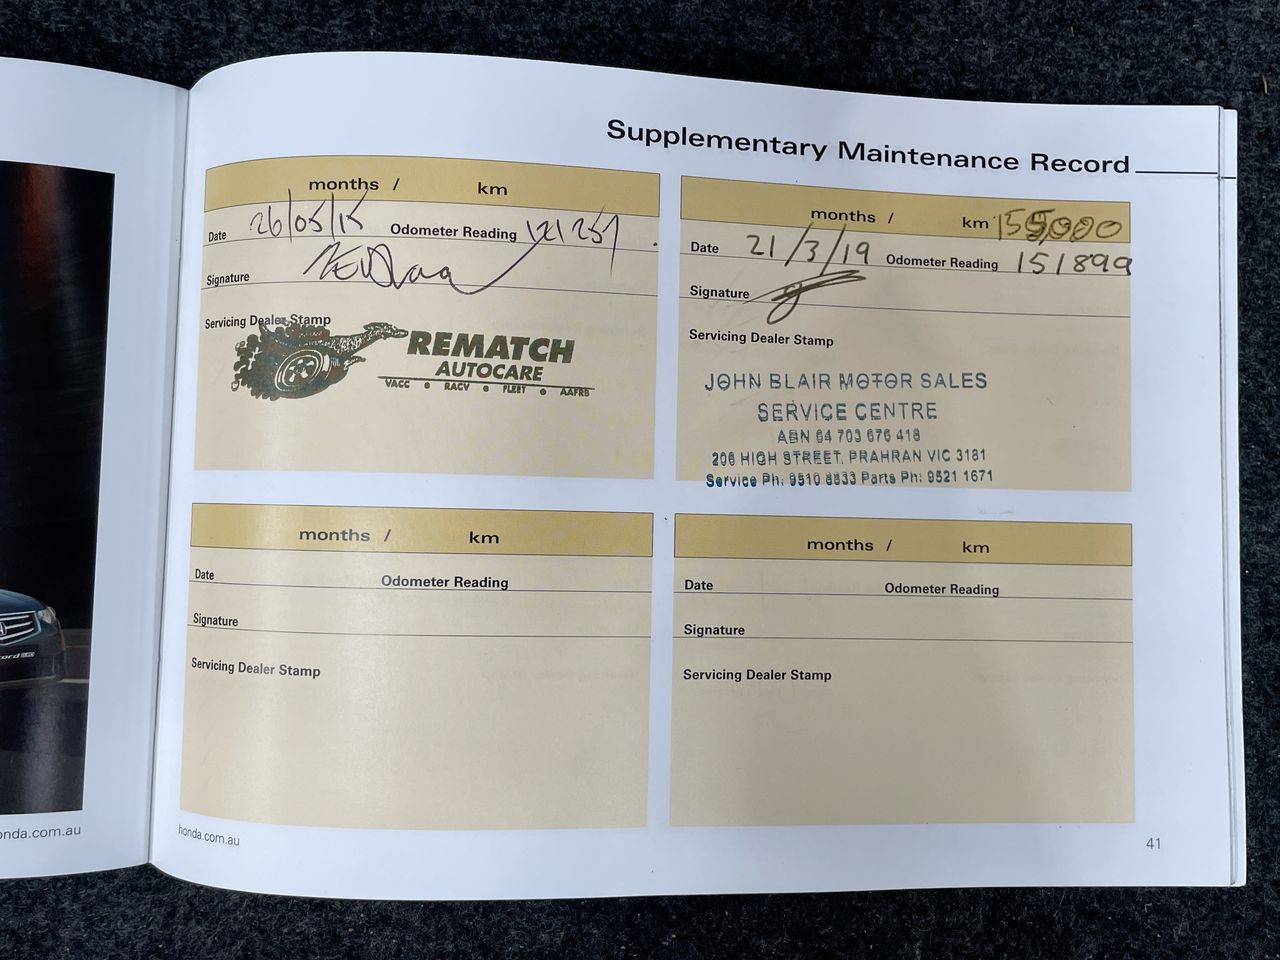 Supplementary Maintenance Record
months / km
Date 26/05/15 Odometer Reading 121257
Signature
Servicing Dealer Stamp
REMATCH
AUTOCARE
VACC • RACV • FLEET • AAFRB
months / km 155,000
Date 21/3/19 Odometer Reading 151899
Signature
Servicing Dealer Stamp
JOHN BLAIR MOTOR SALES
SERVICE CENTRE
ABN 64 703 676 418
206 HIGH STREET, PRAHRAN VIC 3181
Service Ph: 9510 8833 Parts Ph: 9521 1671
months / km
Date Odometer Reading
Signature
Servicing Dealer Stamp
months / km
Date Odometer Reading
Signature
Servicing Dealer Stamp
onda.com.au
honda.com.au
41